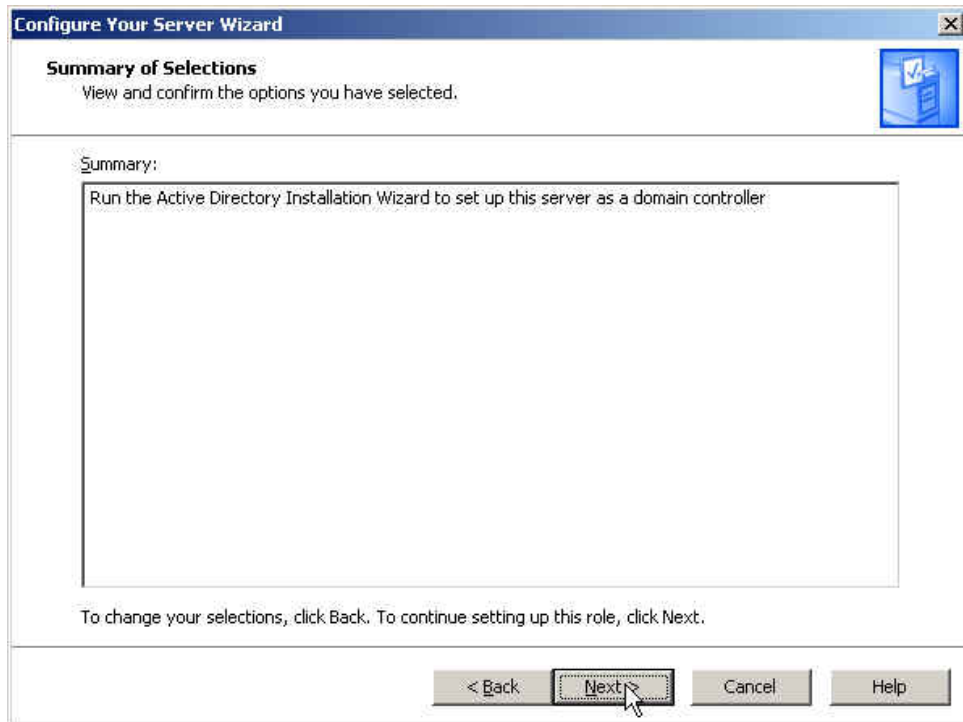 Configure Your Server Wizard
Summary of Selections
View and confirm the options you have selected.
Summary:
Run the Active Directory Installation Wizard to set up this server as a domain controller
To change your selections, click Back. To continue setting up this role, click Next.
< Back Next > Cancel Help